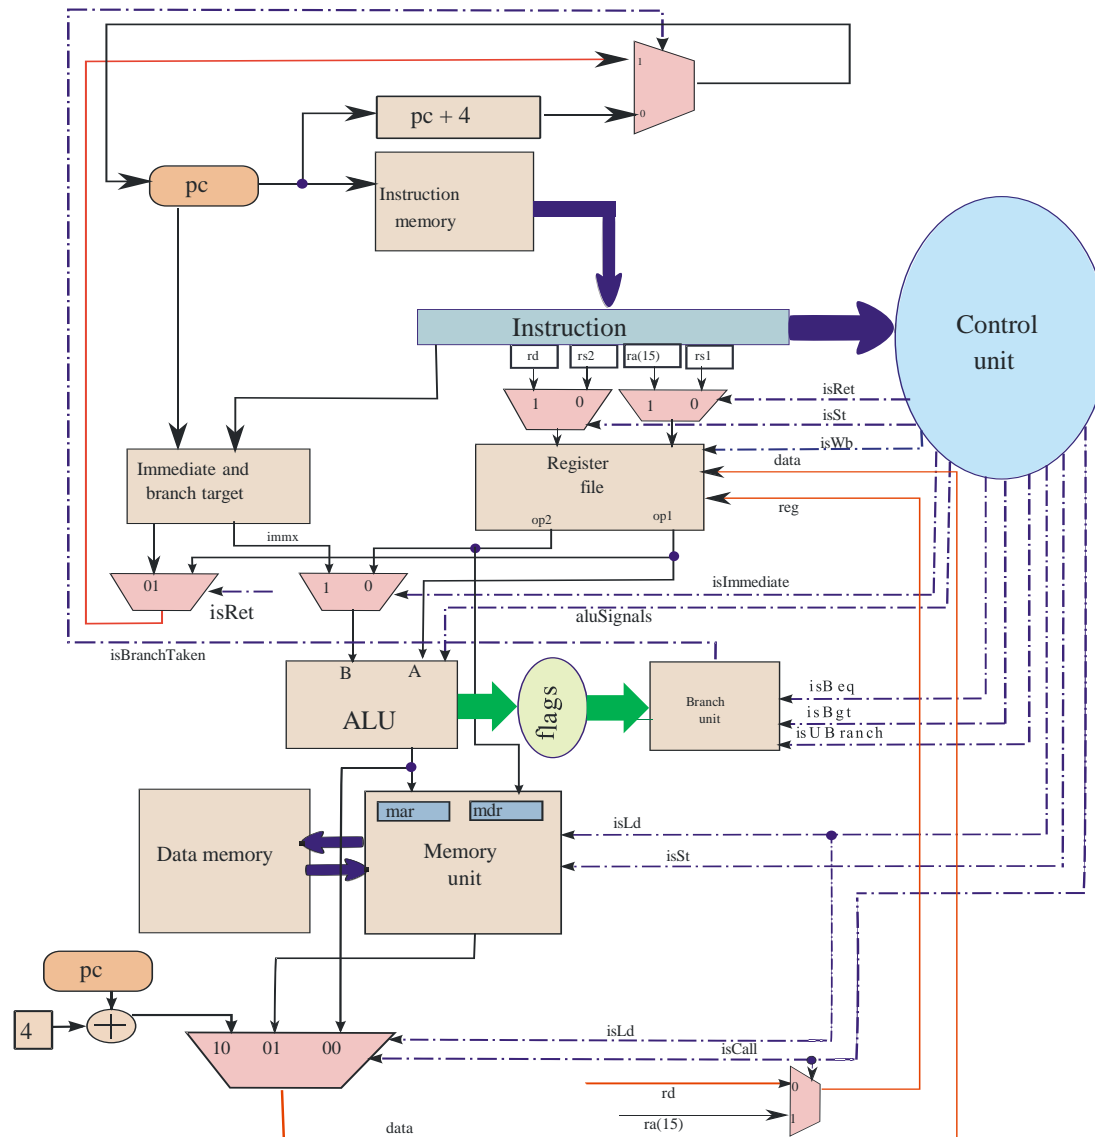 1
0
pc + 4
pc
Instruction
memory
Instruction
Control
unit
rd
rs2
ra(15)
rs1
1
0
1
0
isRet
isSt
isWb
Register
file
data
Immediate and
branch target
reg
op2
op1
immx
01
1
0
isImmediate
isRet
aluSignals
isBranchTaken
B
A
ALU
flags
Branch
unit
isBeq
isBgt
isUBranch
mar
mdr
isLd
Data memory
Memory
unit
isSt
pc
4
10
01
00
isLd
isCall
0
rd
1
ra(15)
data